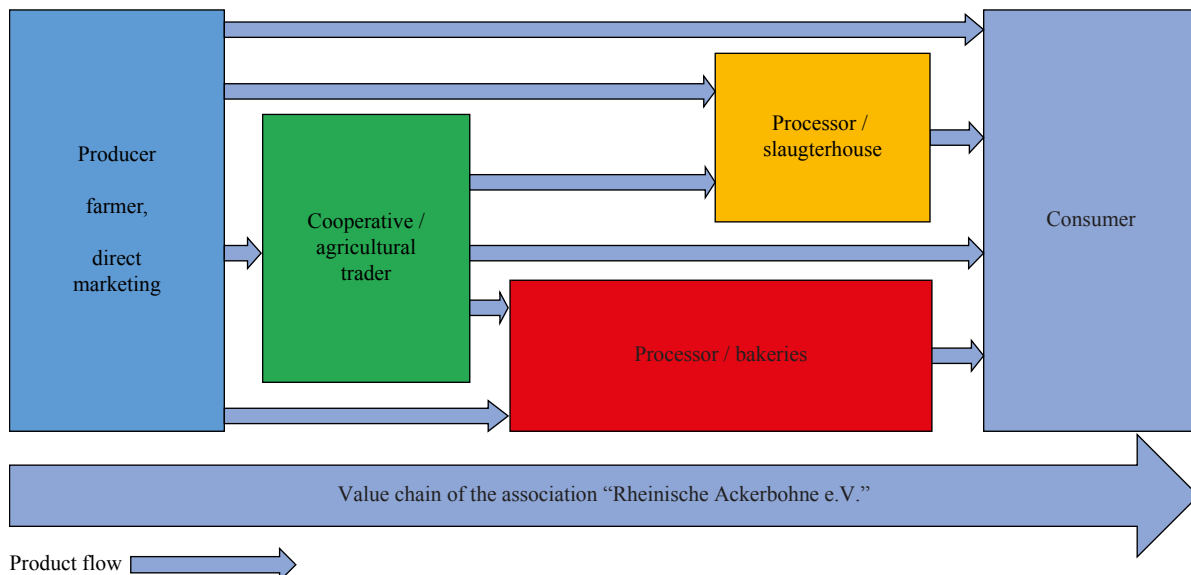 Producer
farmer,
direct
marketing
Cooperative /
agricultural
trader
Processor /
slaugterhouse
Processor / bakeries
Consumer
Value chain of the association “Rheinische Ackerbohne e.V.”
Product flow